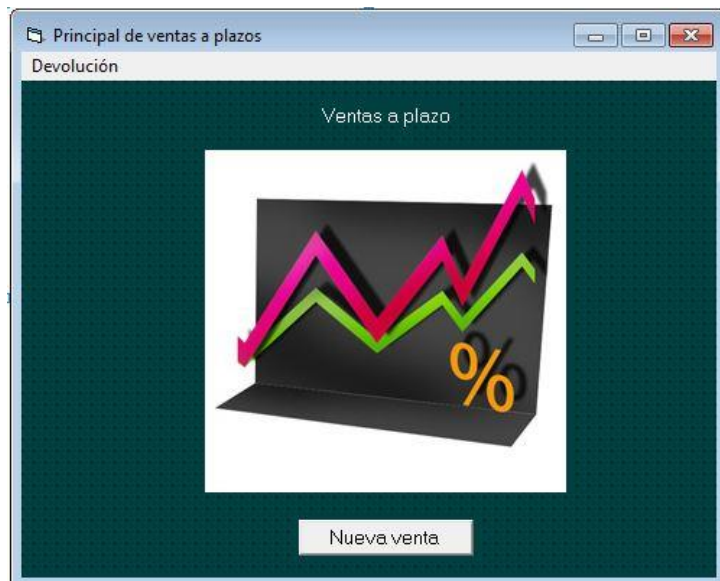 Principal de ventas a plazos
Devolución
Ventas a plazo
%
Nueva venta